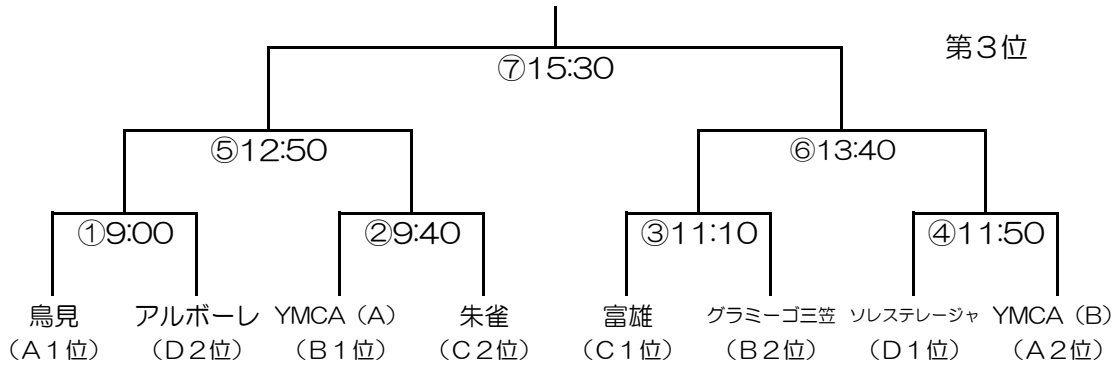 第３位
⑦15:30
⑤12:50 ⑥13:40
①9:00 ②9:40 ③11:10 ④11:50
鳥見 アルボーレ YMCA（A） 朱雀 富雄 グラミーゴ三笠 ソレステレージャ YMCA（B）
（A１位） （D２位） （B１位） （C２位） （C１位） （B２位） （D１位） （A２位）